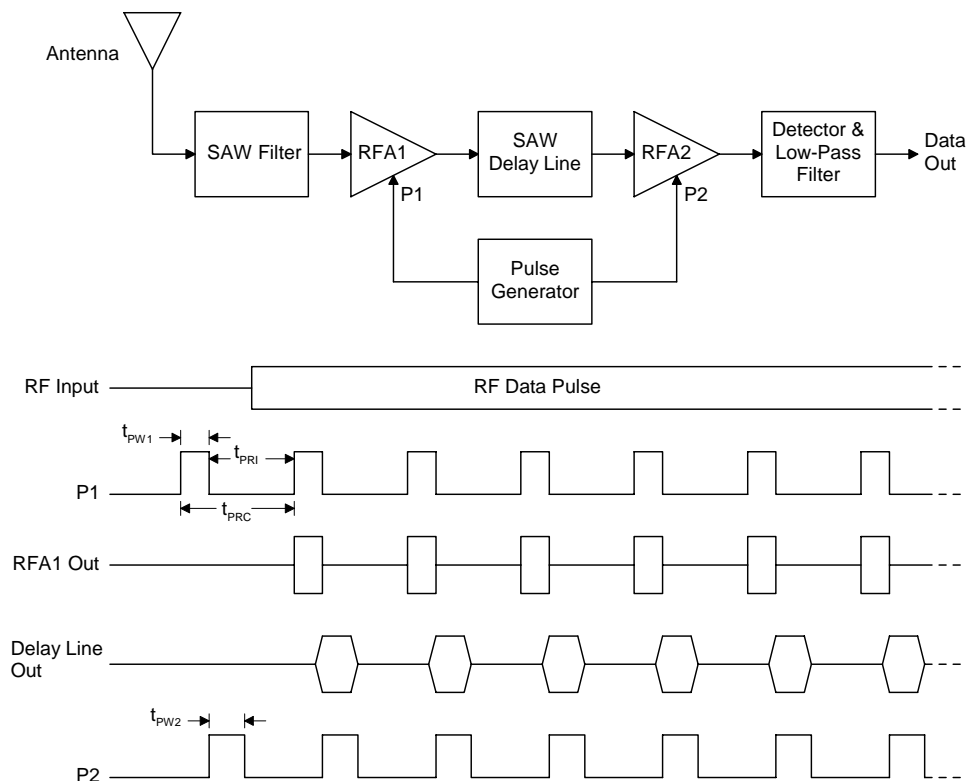 Antenna
SAW Filter
RFA1
SAW
Delay Line
RFA2
Detector &
Low-Pass
Filter
Data
Out
P1
P2
Pulse
Generator
RF Input
RF Data Pulse
tPW1
tPRI
P1
tPRC
RFA1 Out
Delay Line
Out
tPW2
P2